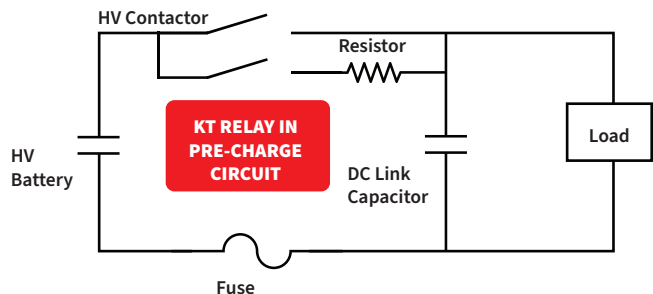 HV Contactor
Resistor
KT RELAY IN
PRE-CHARGE
CIRCUIT
Load
HV
Battery
DC Link
Capacitor
Fuse